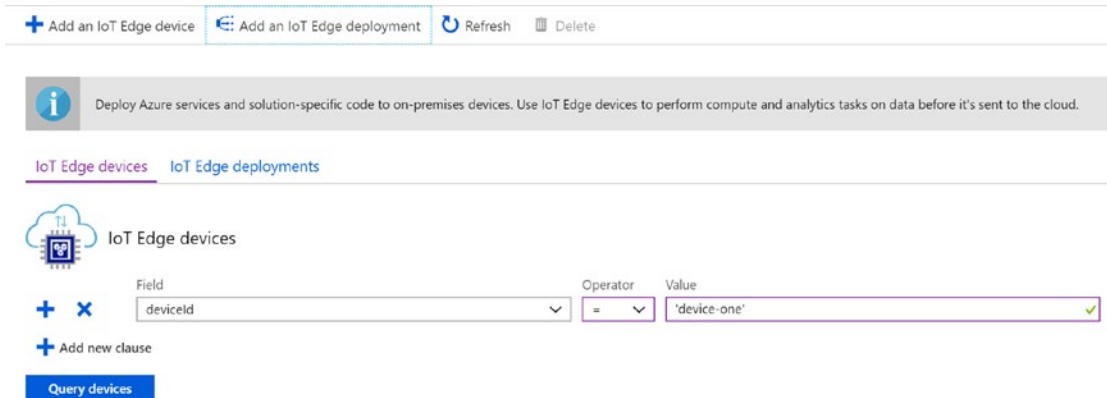 Add an IoT Edge device Add an IoT Edge deployment Refresh Delete
Deploy Azure services and solution-specific code to on-premises devices. Use IoT Edge devices to perform compute and analytics tasks on data before it's sent to the cloud.
IoT Edge devices IoT Edge deployments
IoT Edge devices
Field Operator Value
deviceId = 'device-one'
Add new clause
Query devices